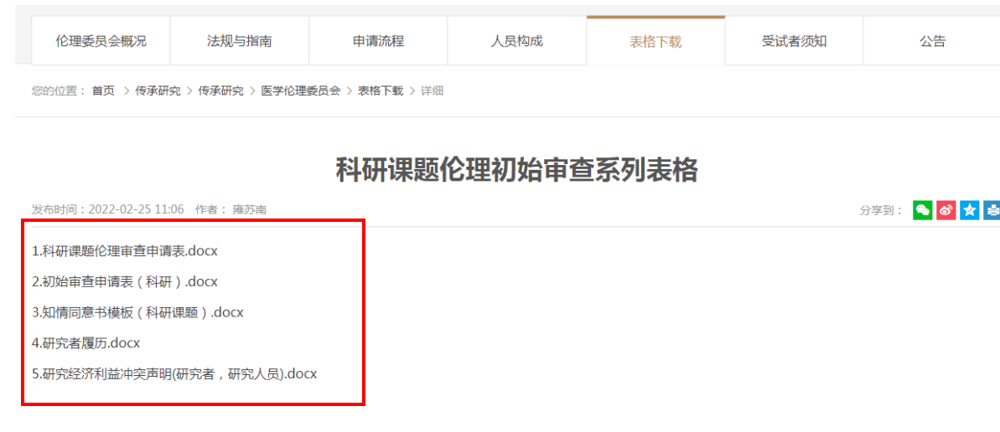 伦理委员会概况 法规与指南 申请流程 人员构成 表格下载 受试者须知 公告
您的位置： 首页 > 传承研究 > 传承研究 > 医学伦理委员会 > 表格下载 > 详细
科研课题伦理初始审查系列表格
发布时间：2022-02-25 11:06 作者： 雍苏南 分享到：
1.科研课题伦理审查申请表.docx
2.初始审查申请表（科研）.docx
3.知情同意书模板（科研课题）.docx
4.研究者履历.docx
5.研究经济利益冲突声明(研究者，研究人员).docx